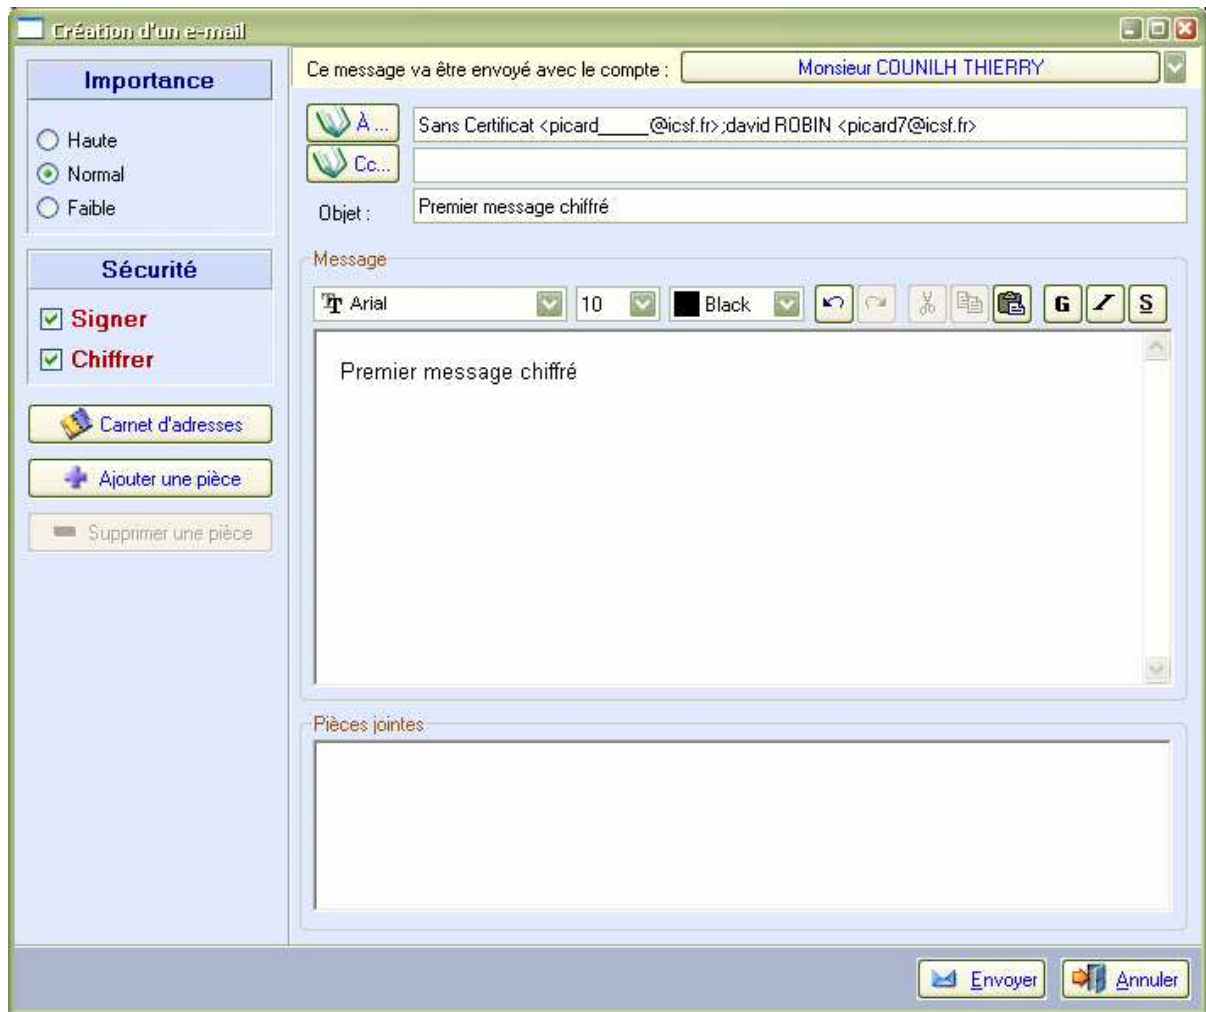 Création d'un e-mail
Importance
Haute
Normal
Faible
Sécurité
Signer
Chiffrer
Carnet d'adresses
Ajouter une pièce
Supprimer une pièce
Ce message va être envoyé avec le compte : Monsieur COUNILH THIERRY
À ... Sans Certificat <picard_____@icsf.fr>;david ROBIN <picard7@icsf.fr>
Cc...
Objet : Premier message chiffré
Message
Arial 10 Black G I S
Premier message chiffré
Pièces jointes
Envoyer Annuler